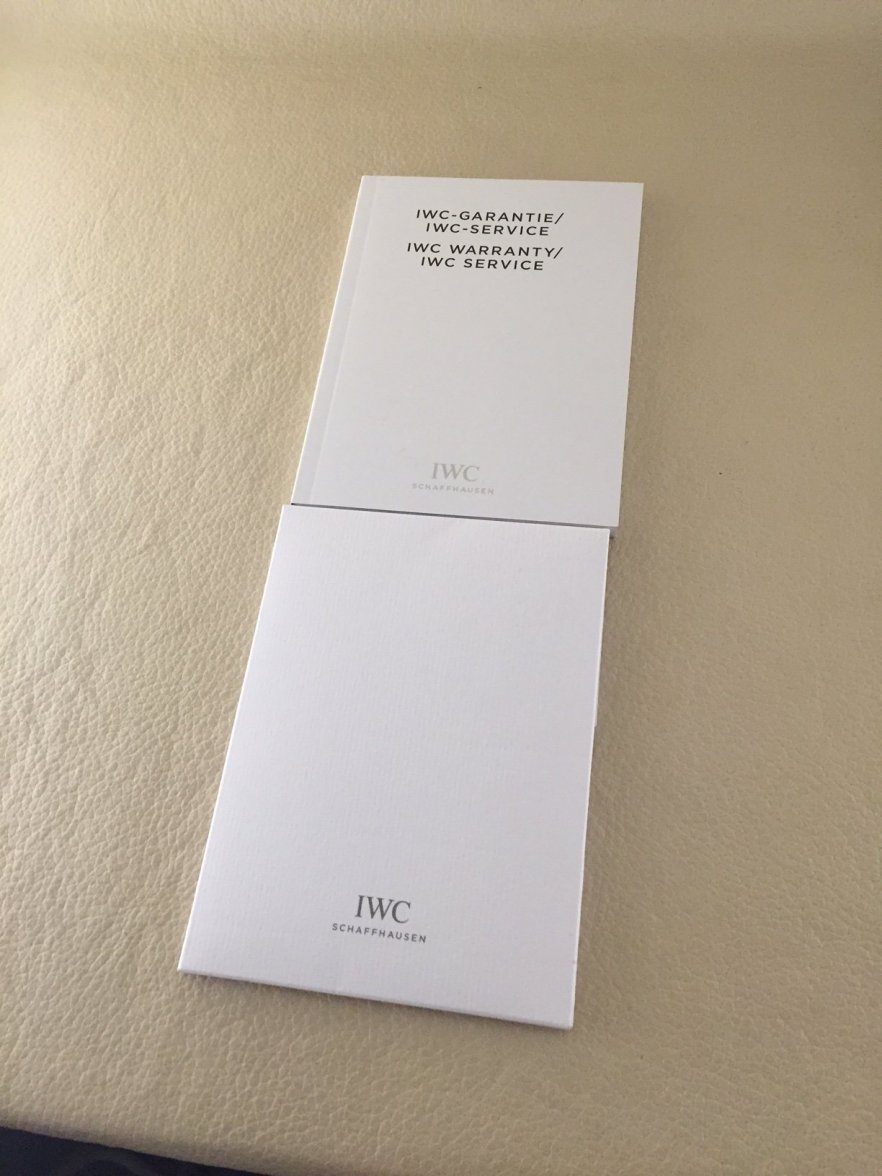 IWC-GARANTIE/
IWC-SERVICE
IWC WARRANTY/
IWC SERVICE
IWC
SCHAFFHAUSEN
IWC
SCHAFFHAUSEN